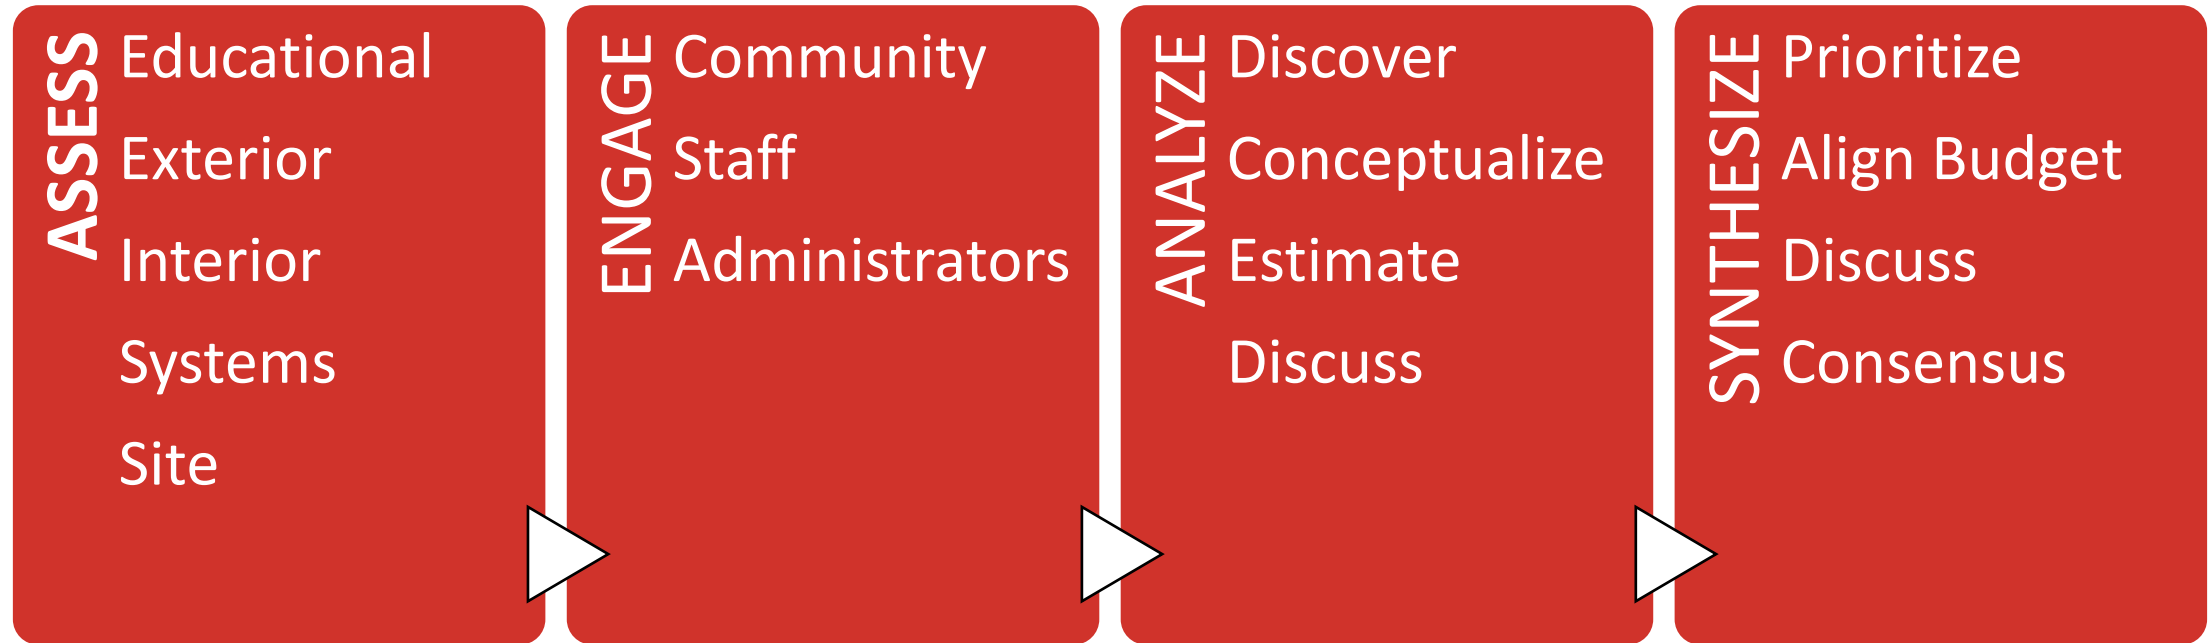 ASSESS
Educational
Exterior
Interior
Systems
Site
ENGAGE
Community
Staff
Administrators
ANALYZE
Discover
Conceptualize
Estimate
Discuss
SYNTHESIZE
Prioritize
Align Budget
Discuss
Consensus